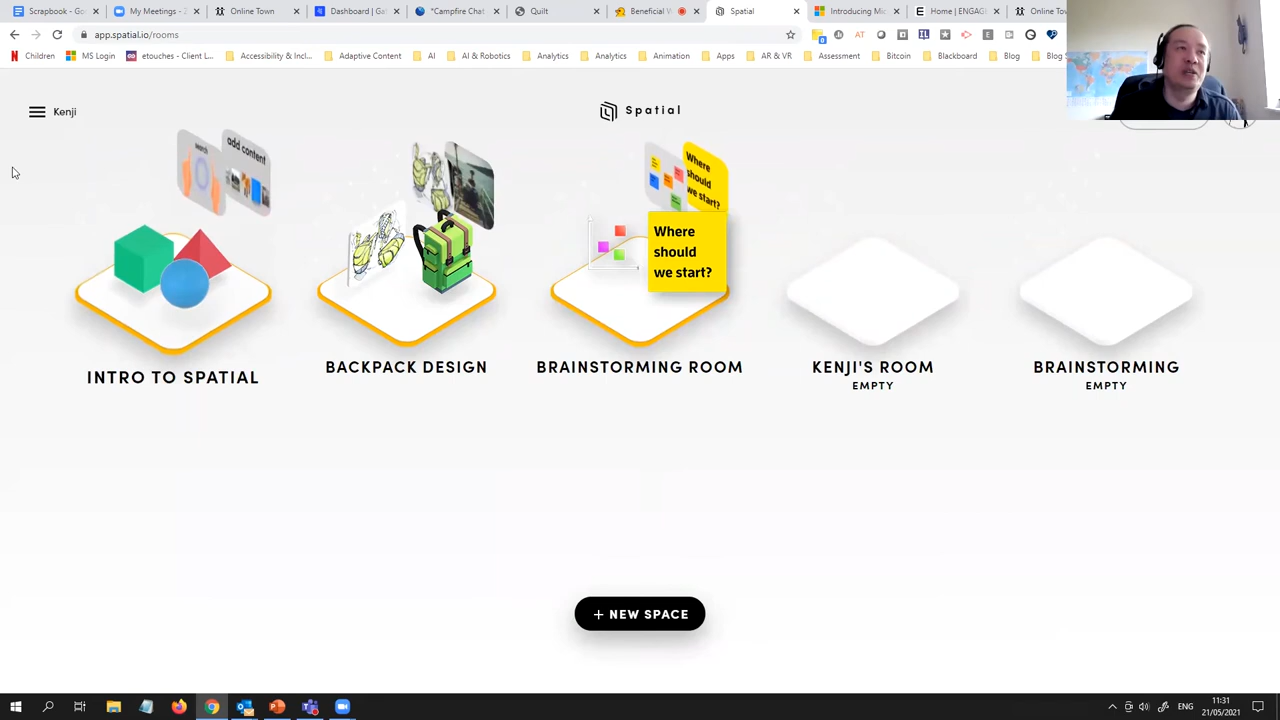 Scrapbook - Go
My Meetings - Z
Online Town
Dashboard | Ga
*Campfire Chat
Quilt
Beneficial W
Spatial
Introducing Mic
Home | ENGAG
Online To
app.spatial.io/rooms
Children
MS Login
etouches - Client L...
Accessibility & Incl...
Adaptive Content
AI
AI & Robotics
Analytics
Analytics
Animation
Apps
AR & VR
Assessment
Bitcoin
Blackboard
Blog
Blog S
Kenji
Spatial
search
add content
Where
should
we start?
Where
should
we start?
INTRO TO SPATIAL
BACKPACK DESIGN
BRAINSTORMING ROOM
KENJI'S ROOM
EMPTY
BRAINSTORMING
EMPTY
+ NEW SPACE
ENG
11:31
21/05/2021